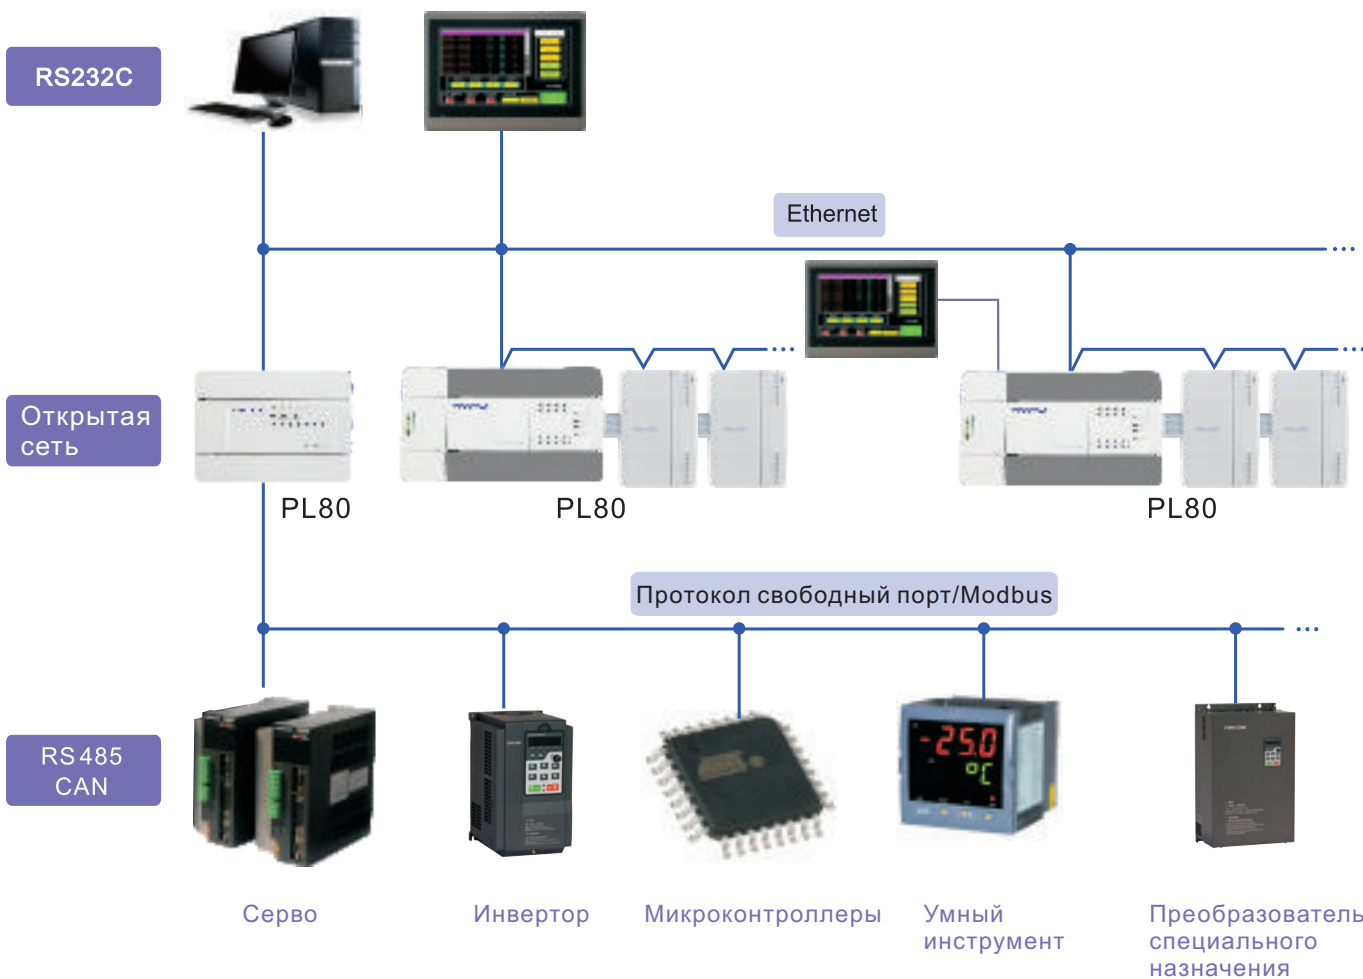 RS232C
Ethernet
Открытая
сеть
PL80
PL80
PL80
Протокол свободный порт/Modbus
RS485
CAN
-25.0
°C
Серво
Инвертор
Микроконтроллеры
Умный
инструмент
Преобразователь
специального
назначения